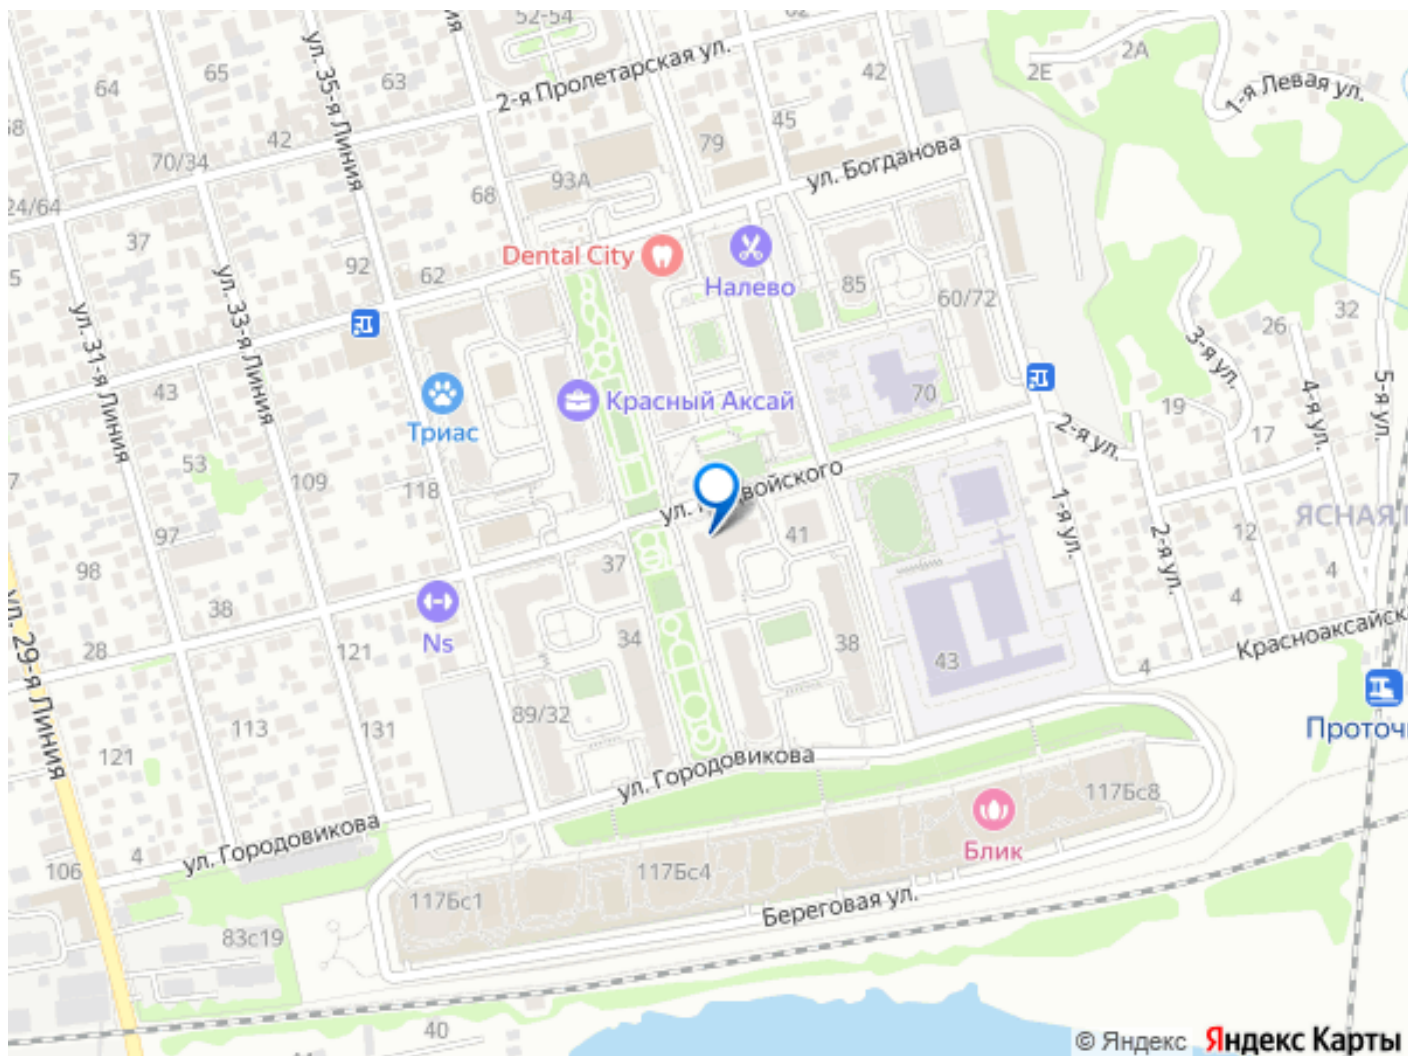 52-54
62
64
65
63
42
2Е
2А
1-я Левая ул.
ул. 35-я Линия
2-я Пролетарская ул.
42
70/34
79
45
ул. Богданова
68
93А
24/64
37
92
62
Dental City
Налево
85
60/72
32
26
3-я ул.
4-я ул.
5-я ул.
ул. 31-я Линия
ул. 33-я Линия
43
Триас
Красный Аксай
70
2-я ул.
19
17
53
109
118
ул.
войского
1-я ул.
2-я ул.
12
ЯСНАЯ
97
98
37
41
4
4
38
Ns
34
38
43
Красноаксайск
4
28
121
ул. 29-я Линия
113
131
89/32
Проточ
121
ул. Городовикова
117Бс8
ул. Городовикова
4
106
Блик
117Бс4
117Бс1
Береговая ул.
83с19
40
© Яндекс Яндекс Карты